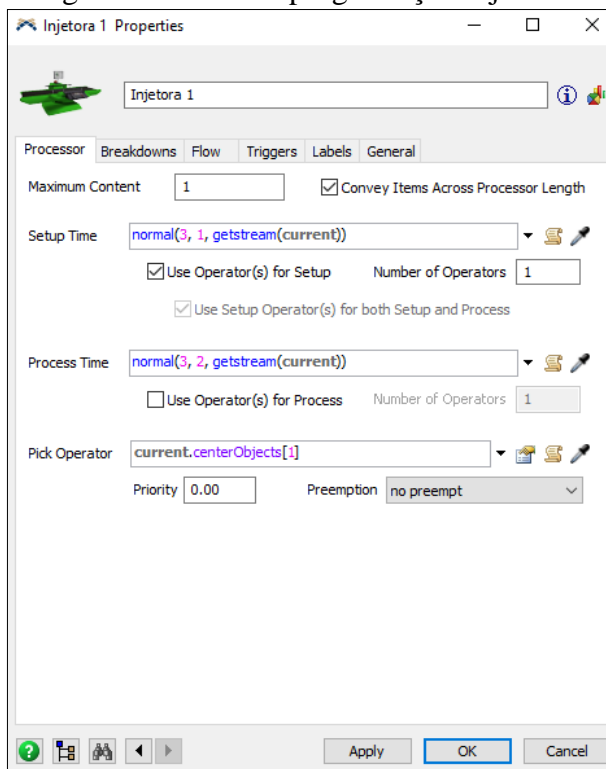 Injetora 1 Properties
Injetora 1
Processor Breakdowns Flow Triggers Labels General
Maximum Content 1 Convey Items Across Processor Length
Setup Time normal(3, 1, getstream(current))
Use Operator(s) for Setup Number of Operators 1
Use Setup Operator(s) for both Setup and Process
Process Time normal(3, 2, getstream(current))
Use Operator(s) for Process Number of Operators 1
Pick Operator current.centerObjects[1]
Priority 0.00 Preemption no preempt
Apply OK Cancel